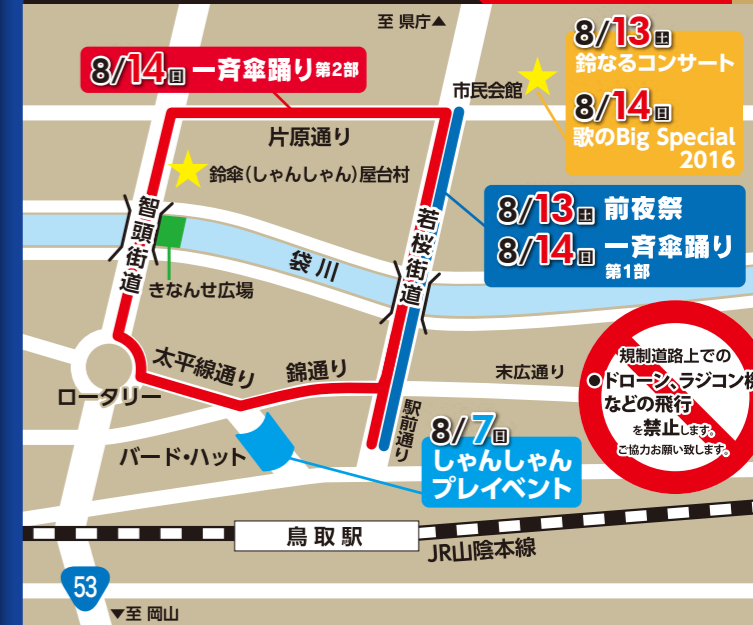 至 県庁▲
8/13土
鈴なるコンサート
8/14日
歌のBig Special
2016
8/14日 一斉傘踊り第2部
市民会館
片原通り
鈴傘(しゃんしゃん)屋台村
8/13土 前夜祭
8/14日 一斉傘踊り
第1部
智頭街道
若桜街道
袋川
きなんせ広場
規制道路上での
●ドローン、ラジコン機
などの飛行
を禁止します。
ご協力お願い致します。
太平線通り
錦通り
末広通り
ロータリー
駅前通り
バード・ハット
8/7日
しゃんしゃん
プレイベント
鳥取駅
JR山陰本線
53
▼至 岡山